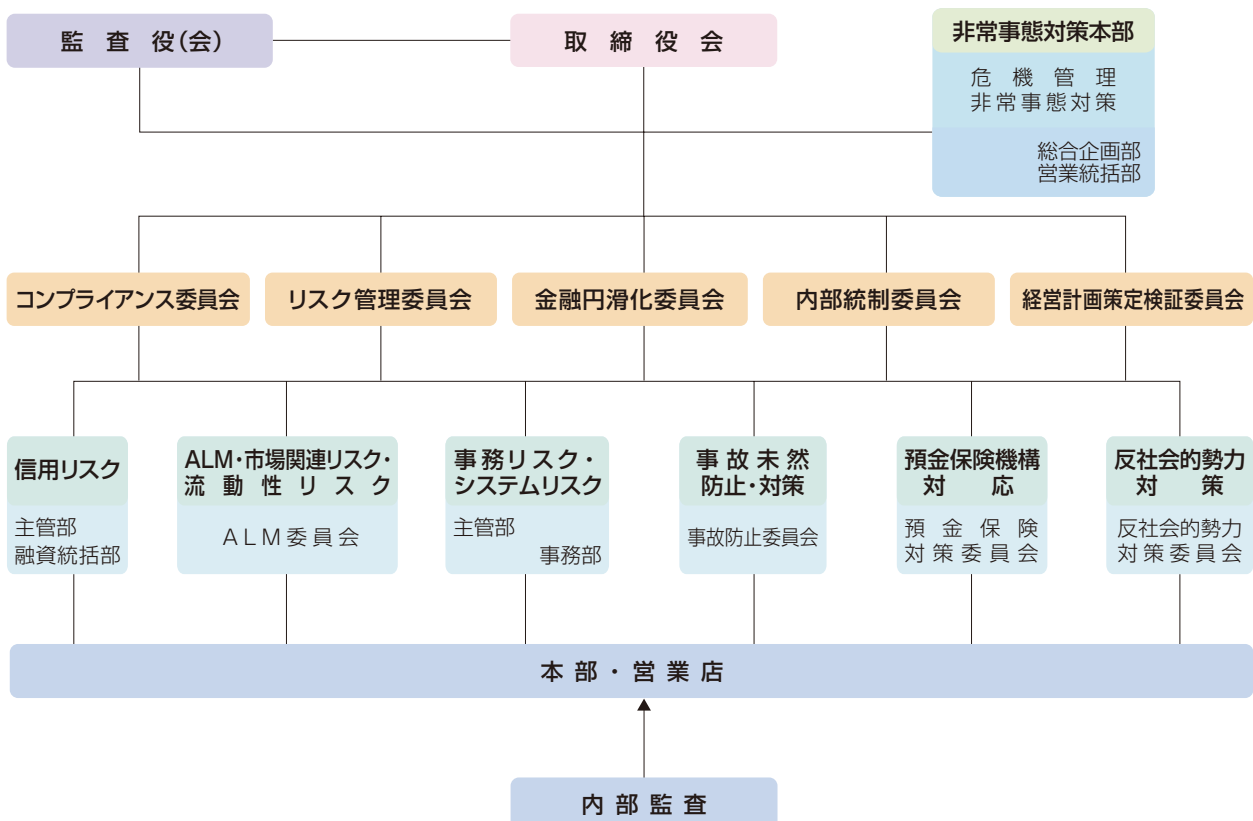 監査役(会)
取締役会
非常事態対策本部
危機管理
非常事態対策
総合企画部
営業統括部
コンプライアンス委員会
リスク管理委員会
金融円滑化委員会
内部統制委員会
経営計画策定検証委員会
信用リスク
主管部
融資統括部
ALM・市場関連リスク・
流動性リスク
ALM委員会
事務リスク・
システムリスク
主管部
事務部
事故未然
防止・対策
事故防止委員会
預金保険機構
対応
預金保険
対策委員会
反社会的勢力
対策
反社会的勢力
対策委員会
本部・営業店
内部監査